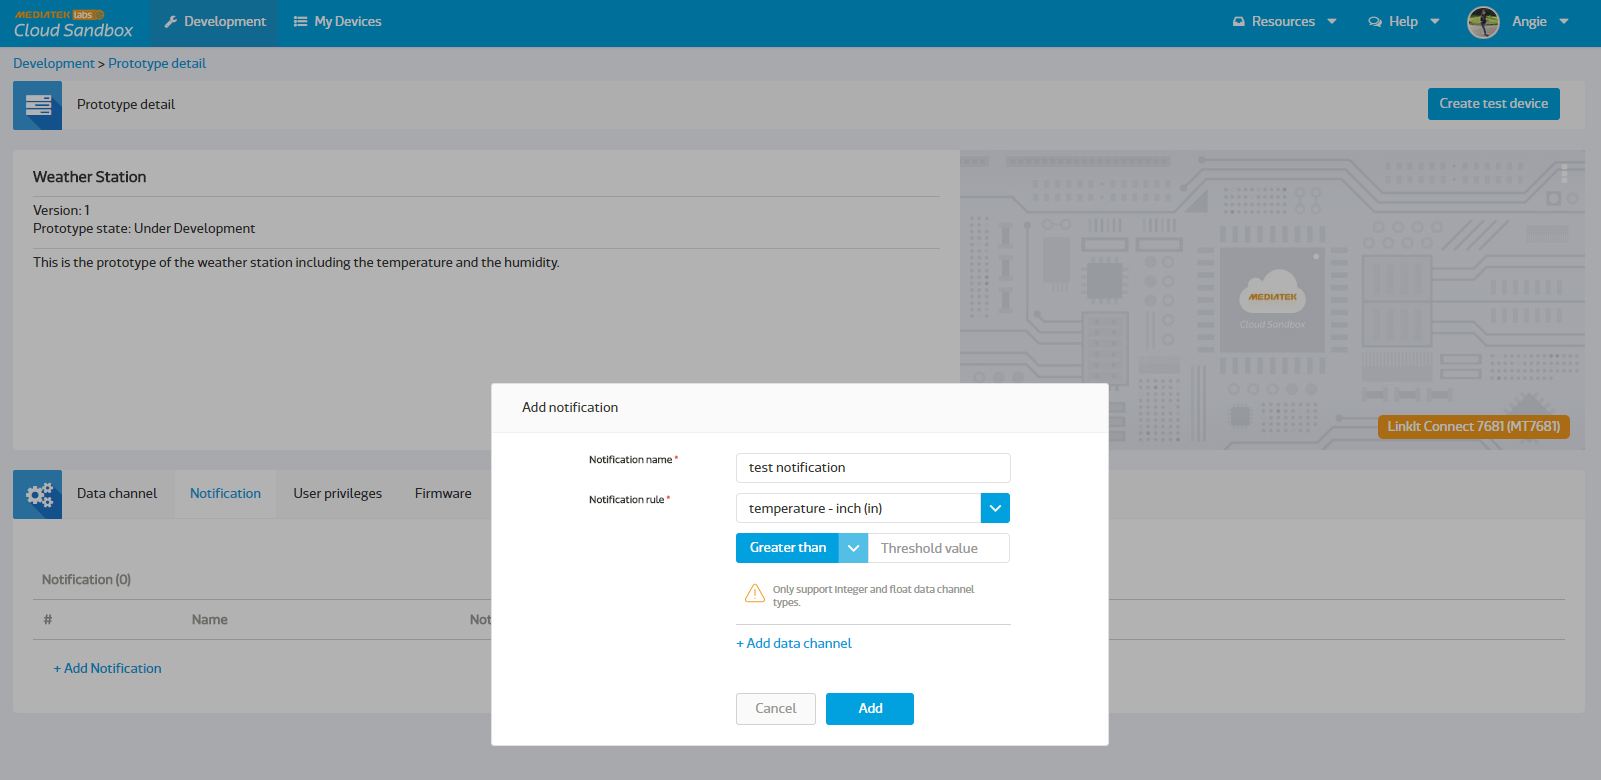 MEDIATEK labs
Cloud Sandbox
Development
My Devices
Resources
Help
Angie
Development > Prototype detail
Prototype detail
Create test device
Weather Station
Version: 1
Prototype state: Under Development
This is the prototype of the weather station including the temperature and the humidity.
MEDIATEK
Cloud Sandbox
LinkIt Connect 7681 (MT7681)
Data channel
Notification
User privileges
Firmware
Notification (0)
#
Name
Not
+ Add Notification
Add notification
Notification name *
test notification
Notification rule *
temperature - inch (in)
Greater than
Threshold value
Only support Integer and float data channel
types.
+ Add data channel
Cancel
Add